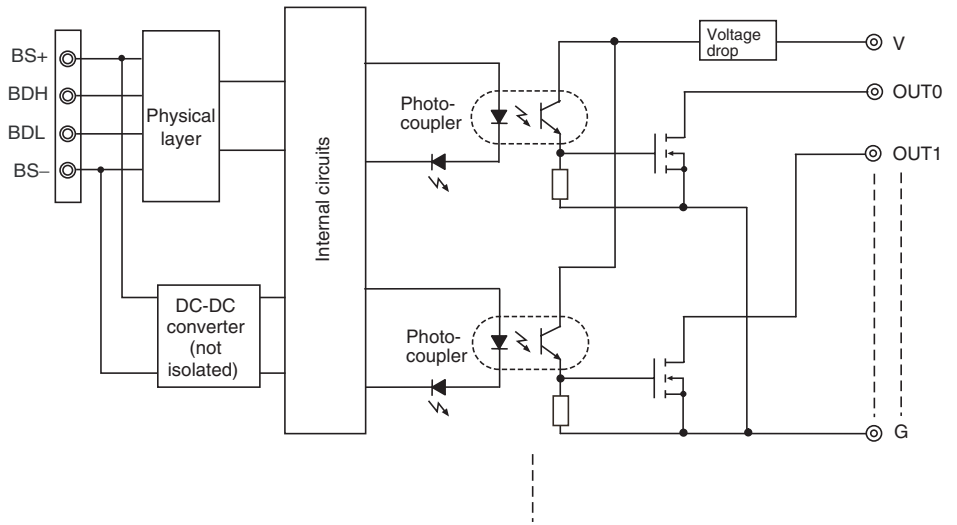 BS+
BDH
BDL
BS–
Physical
layer
DC-DC
converter
(not
isolated)
Internal circuits
Photo-
coupler
Photo-
coupler
Voltage
drop
V
OUT0
OUT1
G